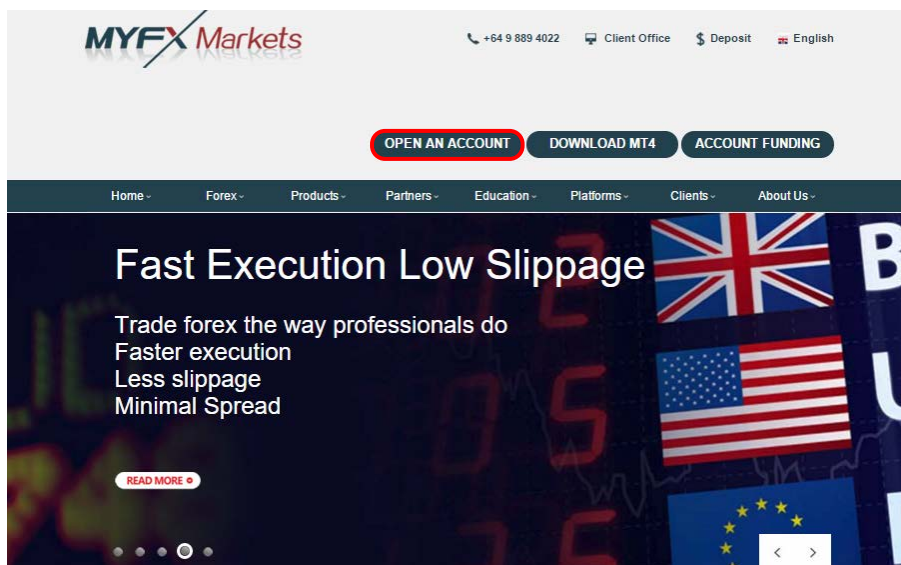 MYFX Markets
+64 9 889 4022 Client Office $ Deposit English
OPEN AN ACCOUNT DOWNLOAD MT4 ACCOUNT FUNDING
Home Forex Products Partners Education Platforms Clients About Us
Fast Execution Low Slippage
Trade forex the way professionals do
Faster execution
Less slippage
Minimal Spread
READ MORE